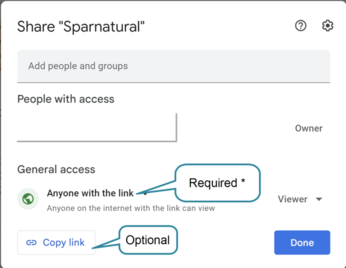 Share "Sparnatural"
Add people and groups
People with access
Owner
General access
Anyone with the link
Required *
Anyone on the internet with the link can view
Viewer
Copy link
Optional
Done